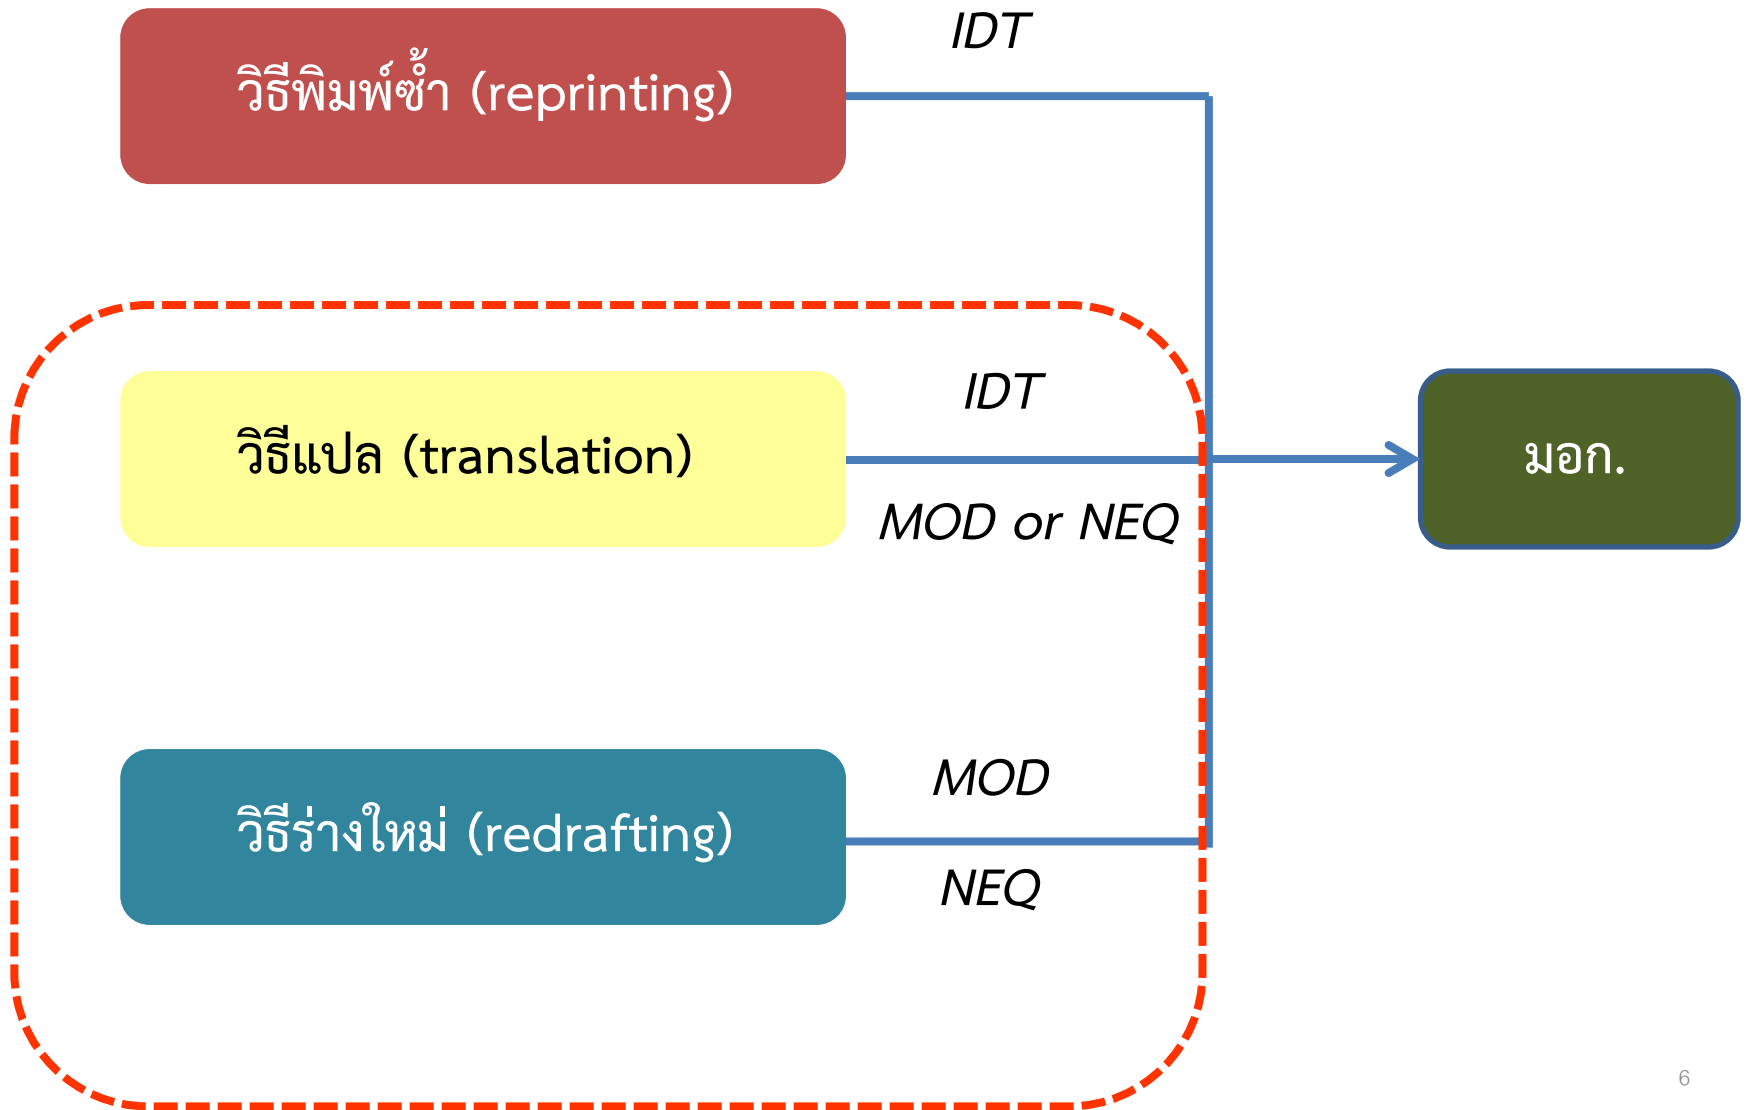 IDT
วิธีพิมพ์ซ้ำ (reprinting)
IDT
วิธีแปล (translation)
มอก.
MOD or NEQ
MOD
วิธีร่างใหม่ (redrafting)
NEQ
6